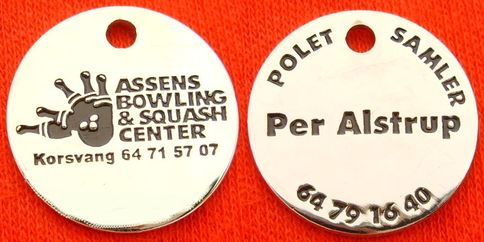 ASSENS
BOWLING
& SQUASH
CENTER
Korsvang 64 71 57 07
POLET SAMLER
Per Alstrup
64 79 16 40